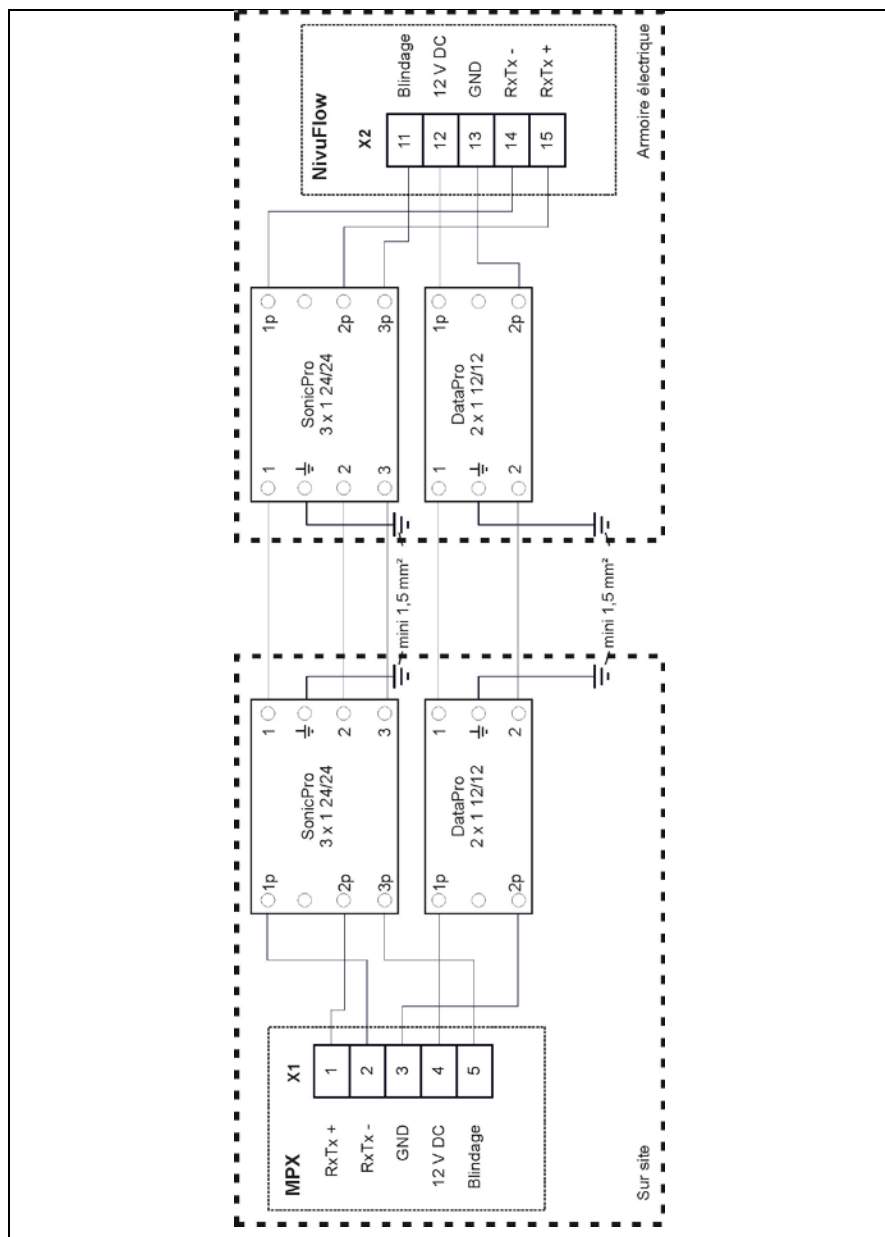 Armoire électrique
NivuFlow
X2
11 Blindage
12 12 V DC
13 GND
14 RxTx -
15 RxTx +
SonicPro
3 x 1 24/24
1p
2p
3p
1
2
3
DataPro
2 x 1 12/12
1p
2p
1
2
mini 1,5 mm²
mini 1,5 mm²
SonicPro
3 x 1 24/24
1
2
3
1p
2p
3p
DataPro
2 x 1 12/12
1
2
1p
2p
MPX
X1
RxTx + 1
RxTx - 2
GND 3
12 V DC 4
Blindage 5
Sur site